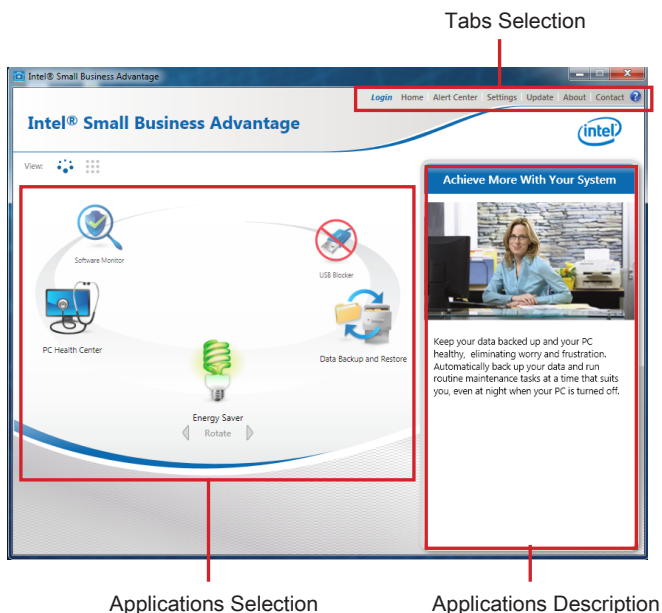 Tabs Selection
Intel® Small Business Advantage
Login Home Alert Center Settings Update About Contact ?
Intel® Small Business Advantage
intel
View:
Achieve More With Your System
Software Monitor
USB Blocker
PC Health Center
Data Backup and Restore
Energy Saver
Rotate
Keep your data backed up and your PC
healthy, eliminating worry and frustration.
Automatically back up your data and run
routine maintenance tasks at a time that suits
you, even at night when your PC is turned off.
Applications Selection
Applications Description